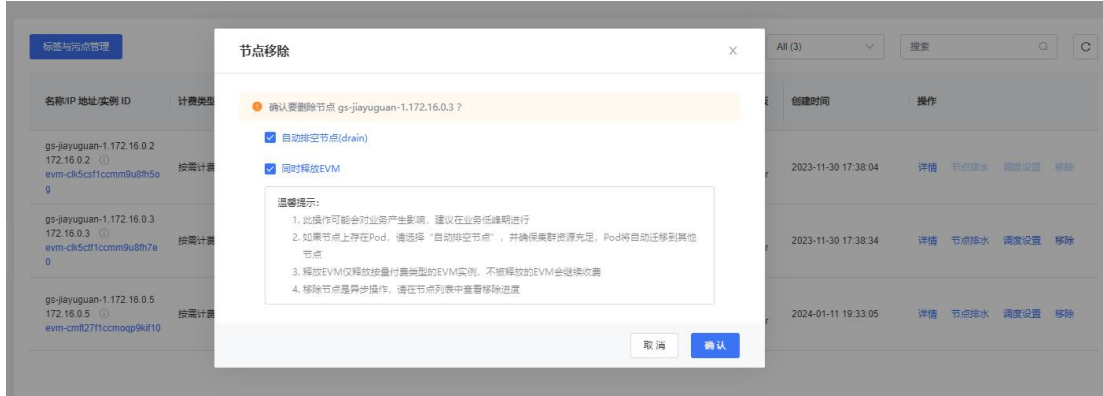 标签与污点管理
节点移除
All (3)
搜索
名称/IP 地址/实例 ID
计费类型
创建时间
操作
确认要删除节点 gs-jiayuguan-1.172.16.0.3 ?
自动排空节点(drain)
同时释放EVM
温馨提示:
1. 此操作可能会对业务产生影响,建议在业务低峰期进行
2. 如果节点上存在Pod,请选择“自动排空节点”,并确保集群资源充足,Pod将自动迁移到其他
节点
3. 释放EVM仅释放按量付费类型的EVM实例,不被释放的EVM会继续收费
4. 移除节点是异步操作,请在节点列表中查看移除进度
取消
确认
gs-jiayuguan-1.172.16.0.2
172.16.0.2
evm-clk5csf1ccmm9u8fh5o
g
按需计费
2023-11-30 17:38:04
详情 节点排水 调度设置 移除
gs-jiayuguan-1.172.16.0.3
172.16.0.3
evm-clk5ctf1ccmm9u8fh7e
0
按需计费
2023-11-30 17:38:34
详情 节点排水 调度设置 移除
gs-jiayuguan-1.172.16.0.5
172.16.0.5
evm-cmft27f1ccmoqp9kif10
按需计费
2024-01-11 19:33:05
详情 节点排水 调度设置 移除